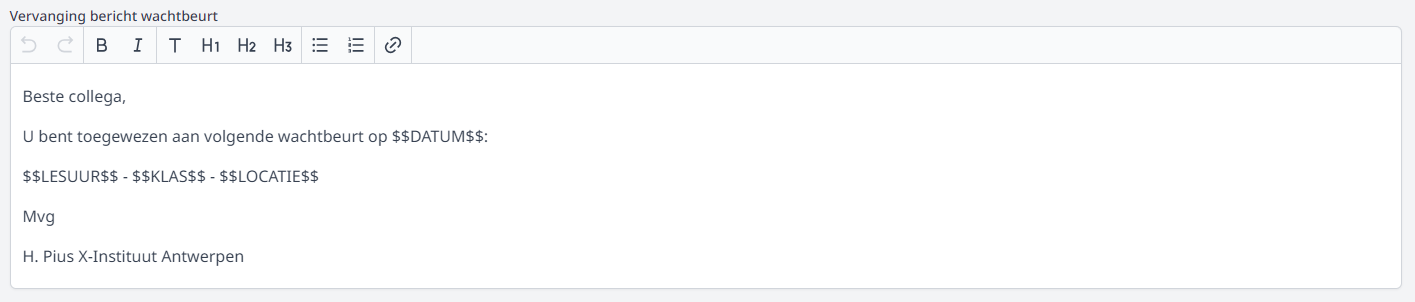 Vervanging bericht wachtbeurt
B I T H1 H2 H3
Beste collega,
U bent toegewezen aan volgende wachtbeurt op $$DATUM$$:
$$LESUUR$$ - $$KLAS$$ - $$LOCATIE$$
Mvg
H. Pius X-Instituut Antwerpen